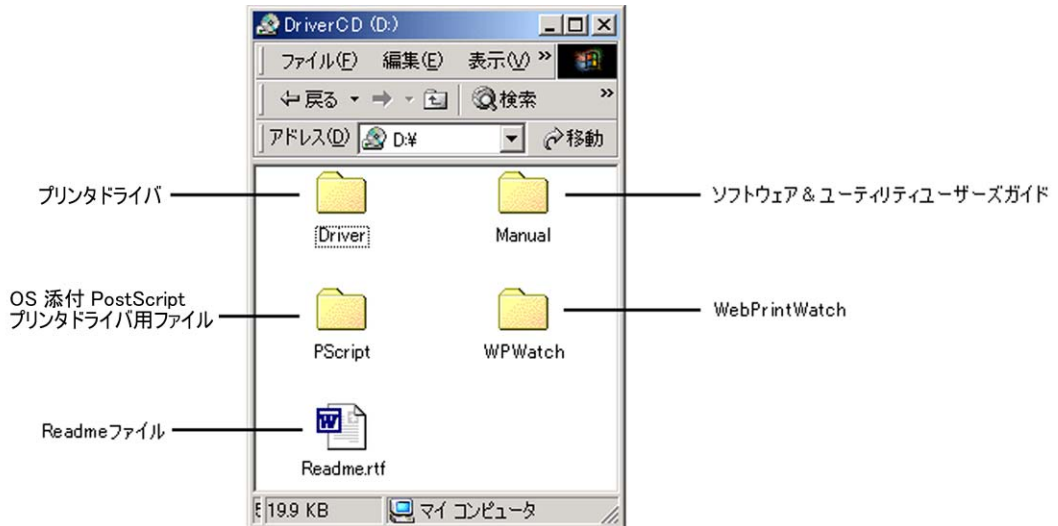 DriverCD (D:)
ファイル(F) 編集(E) 表示(V) »
戻る 検索 »
アドレス(D) D:¥ 移動
プリンタドライバ
Driver
Manual
ソフトウェア＆ユーティリティユーザーズガイド
OS 添付 PostScript
プリンタドライバ用ファイル
PScript
WPWatch
WebPrintWatch
Readmeファイル
Readme.rtf
19.9 KB マイ コンピュータ